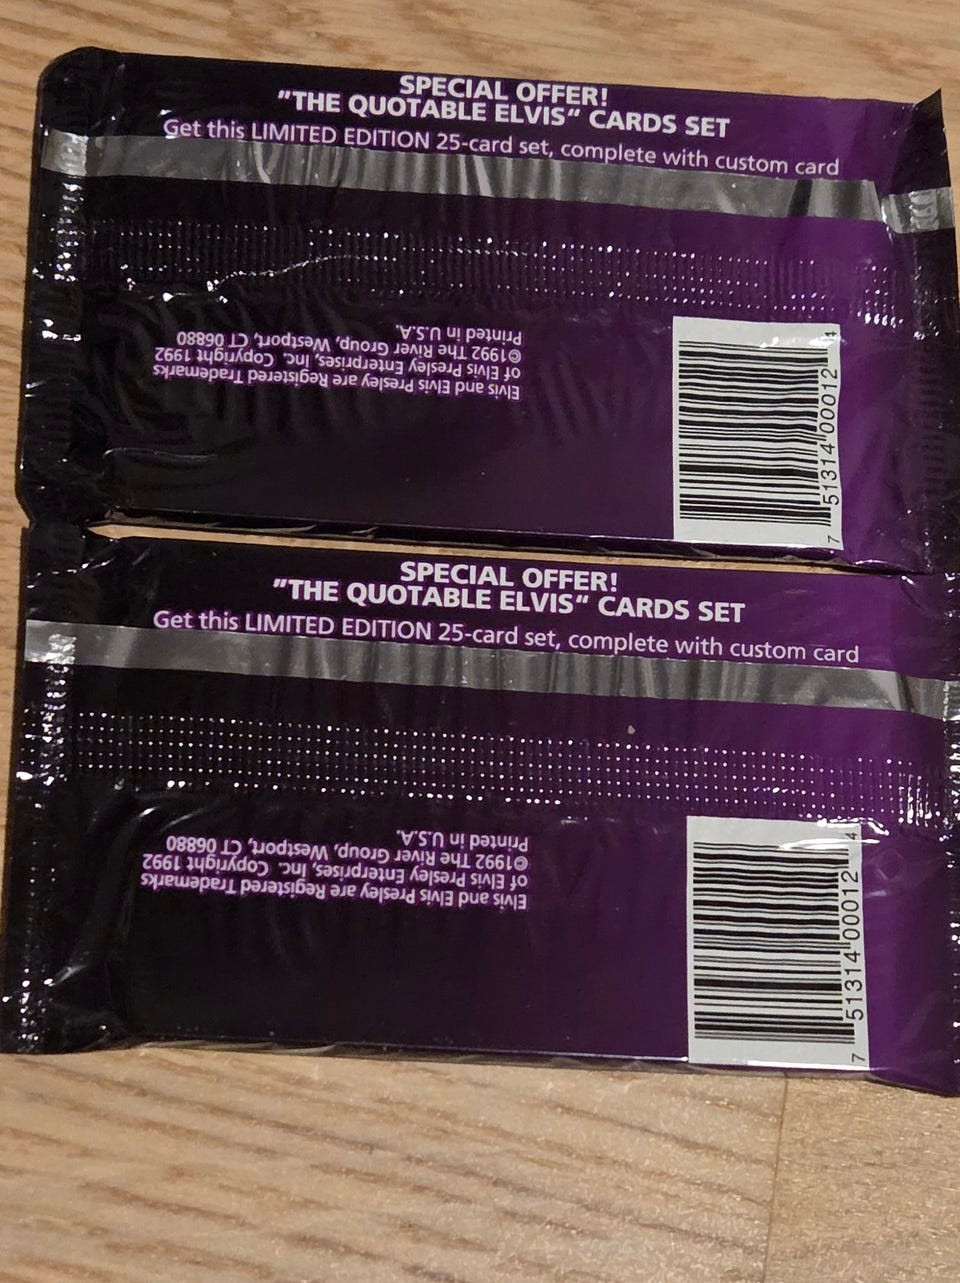 SPECIAL OFFER!
"THE QUOTABLE ELVIS" CARDS SET
Get this LIMITED EDITION 25-card set, complete with custom card
Elvis and Elvis Presley are Registered Trademarks
of Elvis Presley Enterprises, Inc. Copyright 1992
©1992 The River Group, Westport, CT 06880
Printed in U.S.A.
7 51314 00012 4
SPECIAL OFFER!
"THE QUOTABLE ELVIS" CARDS SET
Get this LIMITED EDITION 25-card set, complete with custom card
Elvis and Elvis Presley are Registered Trademarks
of Elvis Presley Enterprises, Inc. Copyright 1992
©1992 The River Group, Westport, CT 06880
Printed in U.S.A.
7 51314 00012 4